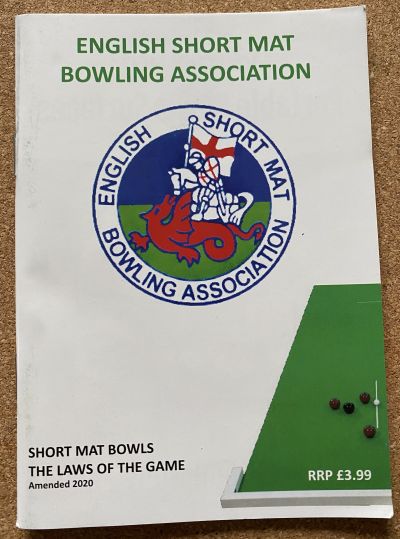 ENGLISH SHORT MAT
BOWLING ASSOCIATION
ENGLISH SHORT MAT
BOWLING ASSOCIATION
SHORT MAT BOWLS
THE LAWS OF THE GAME
Amended 2020
RRP £3.99